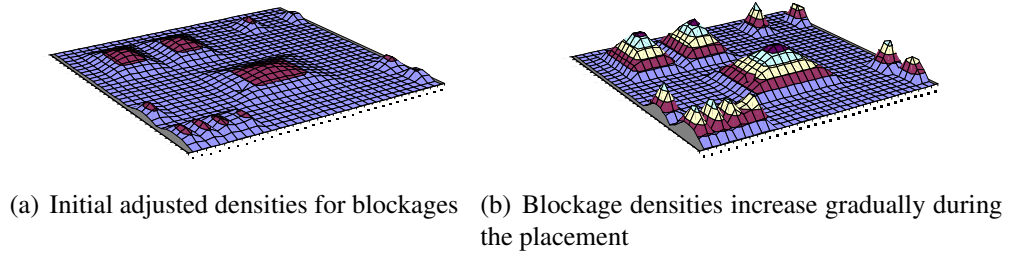 (a) Initial adjusted densities for blockages
(b) Blockage densities increase gradually during
the placement